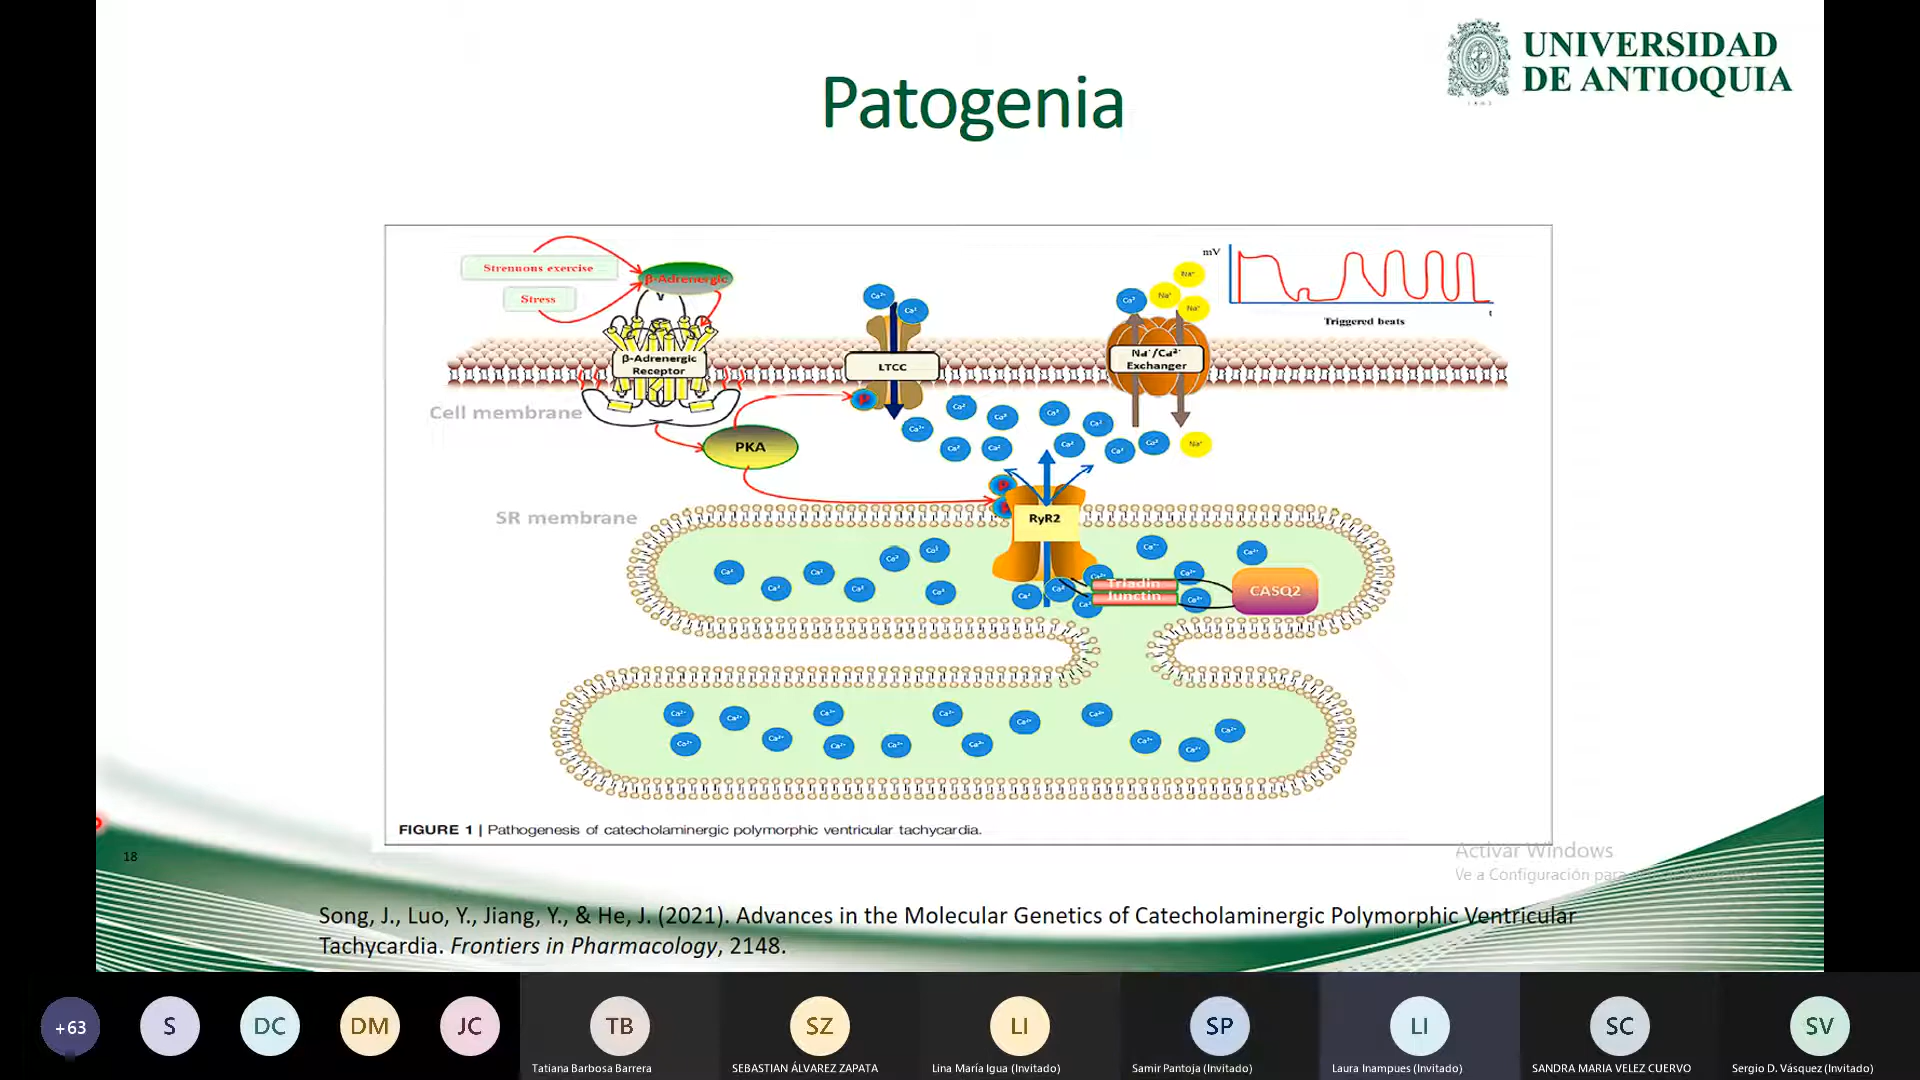 UNIVERSIDAD
DE ANTIOQUIA
1803
Patogenia
Strenuous exercise
Stress
β-Adrenergic
β-Adrenergic
Receptor
Cell membrane
PKA
LTCC
Na⁺/Ca²⁺
Exchanger
mV
t
Triggered beats
SR membrane
RyR2
Triadin
Junctin
CASQ2
FIGURE 1 | Pathogenesis of catecholaminergic polymorphic ventricular tachycardia.
18
Activar Windows
Ve a Configuración para
Song, J., Luo, Y., Jiang, Y., & He, J. (2021). Advances in the Molecular Genetics of Catecholaminergic Polymorphic Ventricular
Tachycardia. Frontiers in Pharmacology, 2148.
+63
S
DC
DM
JC
TB
SZ
LI
SP
LI
SC
SV
Tatiana Barbosa Barrera
SEBASTIAN ÁLVAREZ ZAPATA
Lina María Igua (Invitado)
Samir Pantoja (Invitado)
Laura Inampues (Invitado)
SANDRA MARIA VELEZ CUERVO
Sergio D. Vásquez (Invitado)